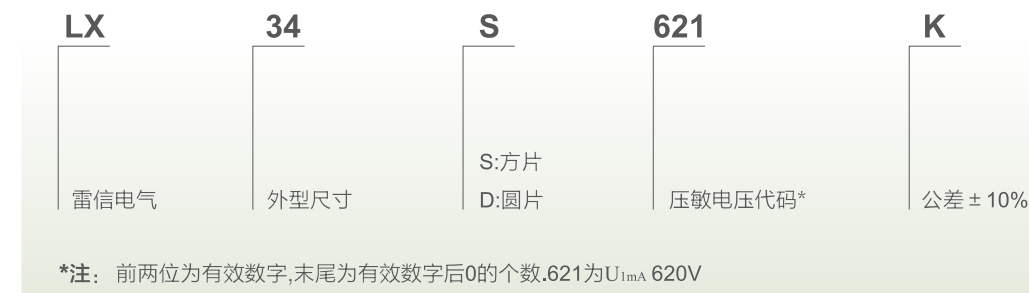 LX 34 S 621 K
S:方片
雷信电气 外型尺寸 D:圆片 压敏电压代码* 公差±10%
*注： 前两位为有效数字,末尾为有效数字后0的个数.621为U1mA 620V